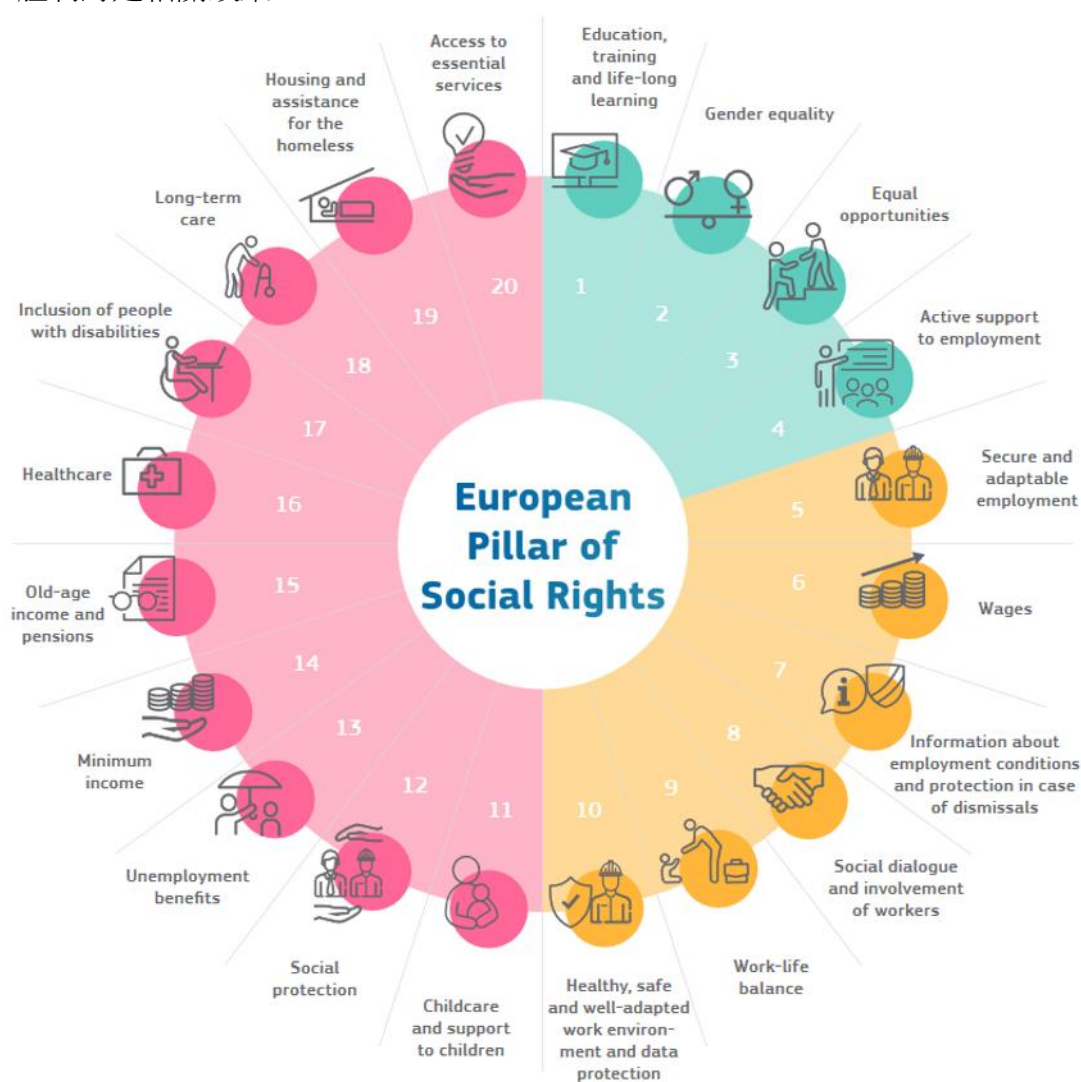 Access to
essential
services
Education,
training
and life-long
learning
Gender equality
Equal
opportunities
Active support
to employment
Secure and
adaptable
employment
Wages
Information about
employment conditions
and protection in case
of dismissals
Social dialogue
and involvement
of workers
Work-life
balance
Healthy, safe
and well-adapted
work environ-
ment and data
protection
Childcare
and support
to children
Social
protection
Unemployment
benefits
Minimum
income
Old-age
income and
pensions
Healthcare
Inclusion of people
with disabilities
Long-term
care
Housing and
assistance
for the
homeless
1
2
3
4
5
6
7
8
9
10
11
12
13
14
15
16
17
18
19
20
European
Pillar of
Social Rights